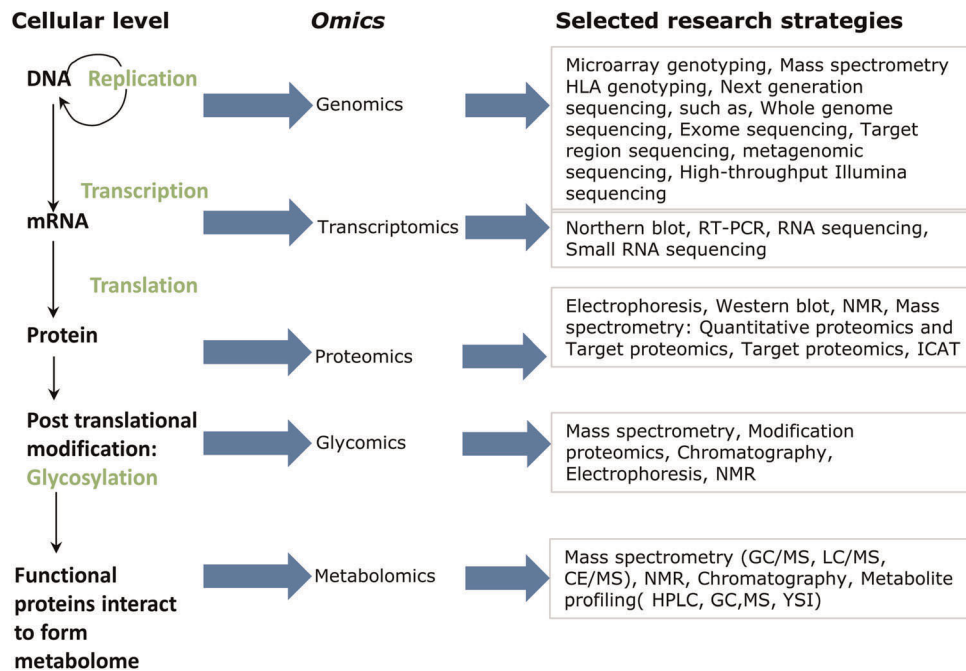 Cellular level
Omics
Selected research strategies
DNA
Replication
Genomics
Microarray genotyping, Mass spectrometry
HLA genotyping, Next generation
sequencing, such as, Whole genome
sequencing, Exome sequencing, Target
region sequencing, metagenomic
sequencing, High-throughput Illumina
sequencing
Transcription
mRNA
Transcriptomics
Northern blot, RT-PCR, RNA sequencing,
Small RNA sequencing
Translation
Protein
Proteomics
Electrophoresis, Western blot, NMR, Mass
spectrometry: Quantitative proteomics and
Target proteomics, Target proteomics, ICAT
Post translational
modification:
Glycosylation
Glycomics
Mass spectrometry, Modification
proteomics, Chromatography,
Electrophoresis, NMR
Functional
proteins interact
to form
metabolome
Metabolomics
Mass spectrometry (GC/MS, LC/MS,
CE/MS), NMR, Chromatography, Metabolite
profiling( HPLC, GC,MS, YSI)